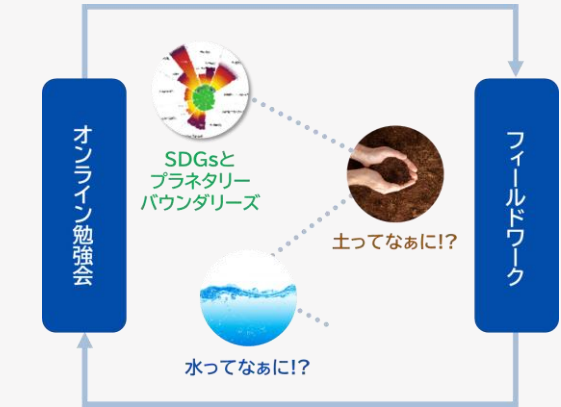 オンライン勉強会
SDGsと
プラネタリー
バウンダリーズ
土ってなぁに!?
水ってなぁに!?
フィールドワーク